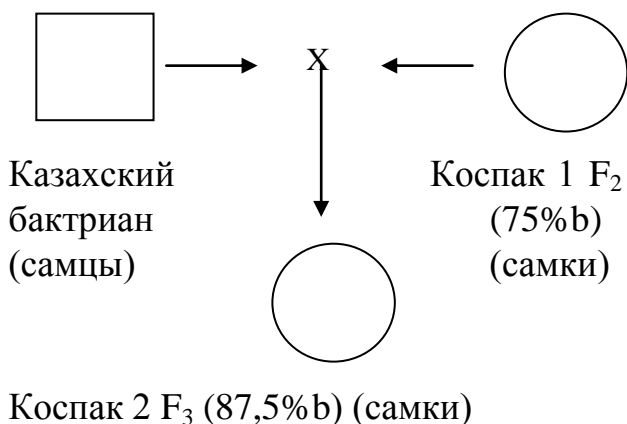 X
Казахский
бактриан
(самцы)
Коспак 1 F₂
(75%b)
(самки)
Коспак 2 F₃ (87,5%b) (самки)